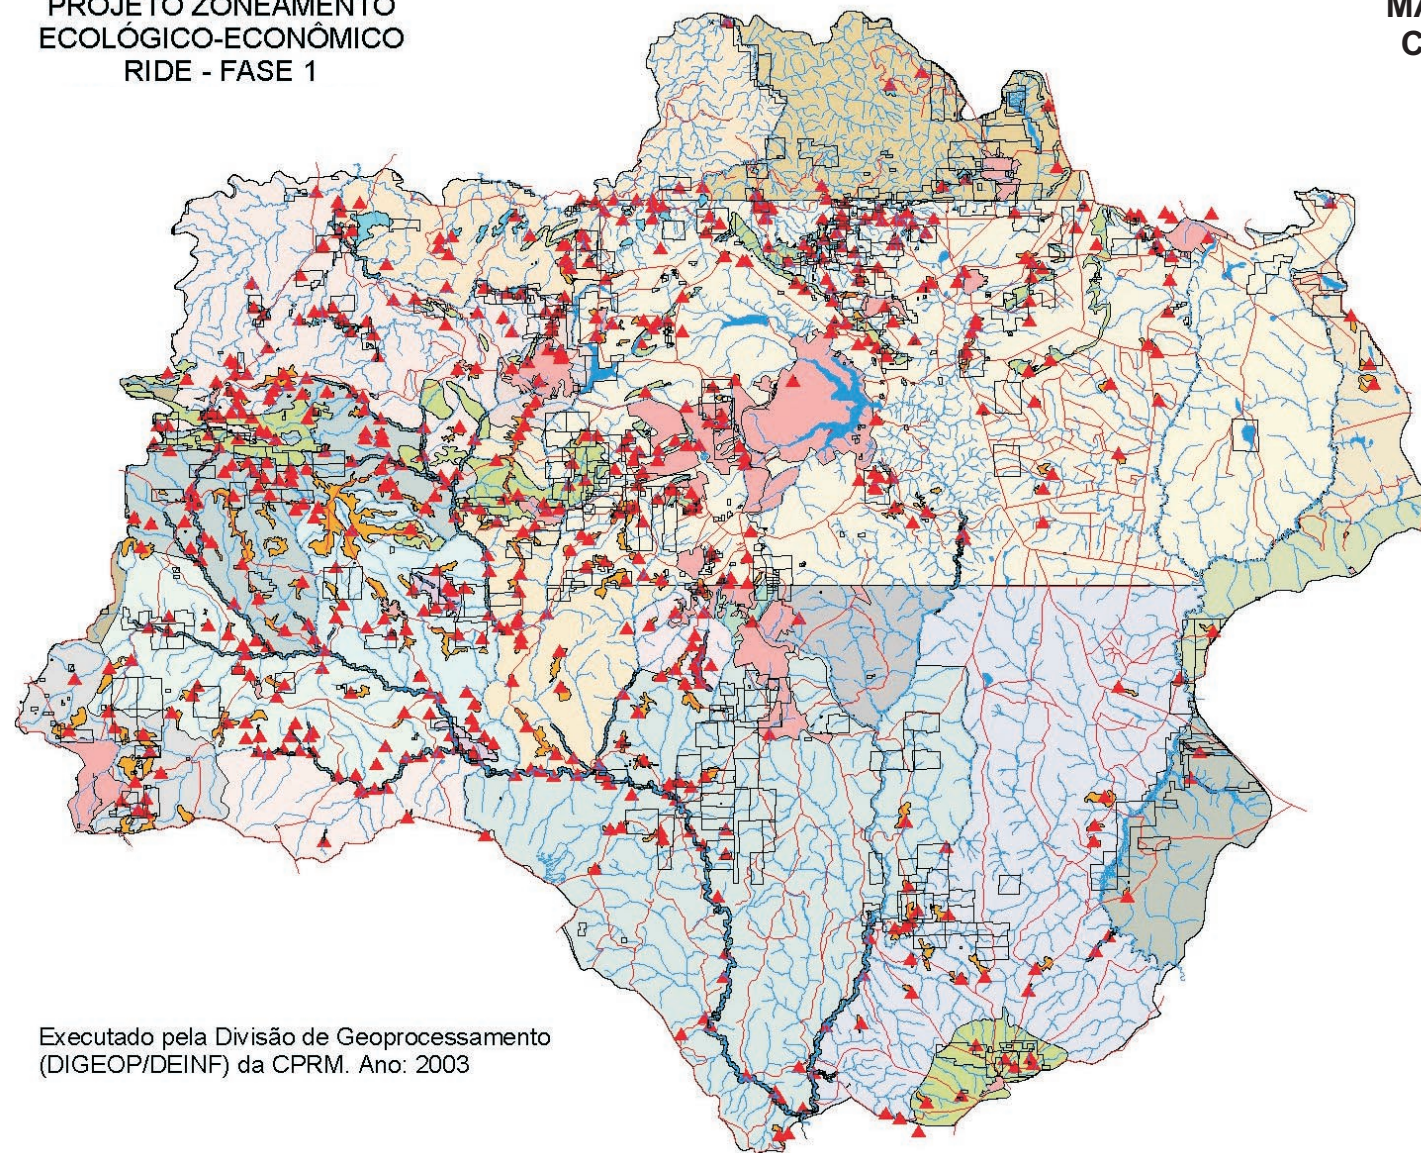 PROJETO ZONEAMENTO
ECOLÓGICO-ECONÔMICO
RIDE - FASE 1
Executado pela Divisão de Geoprocessamento
(DIGEOP/DEINF) da CPRM. Ano: 2003